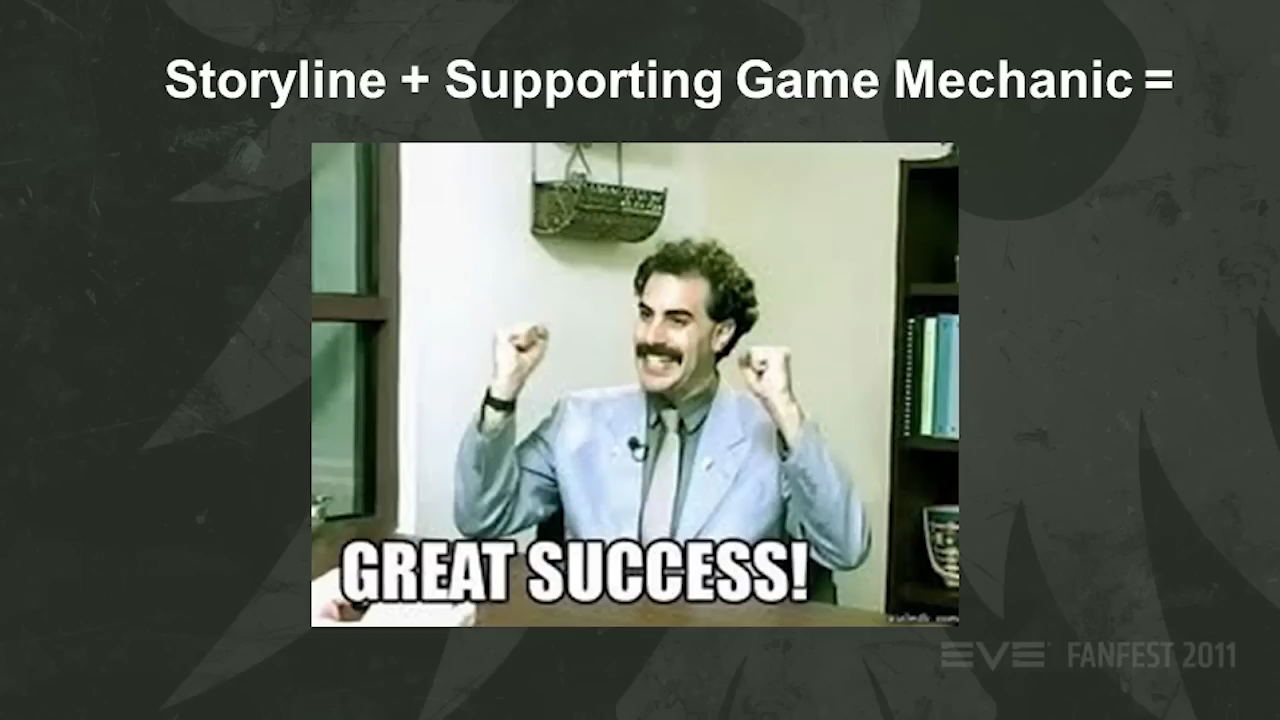 Storyline + Supporting Game Mechanic =
GREAT SUCCESS!
EVE FANFEST 2011